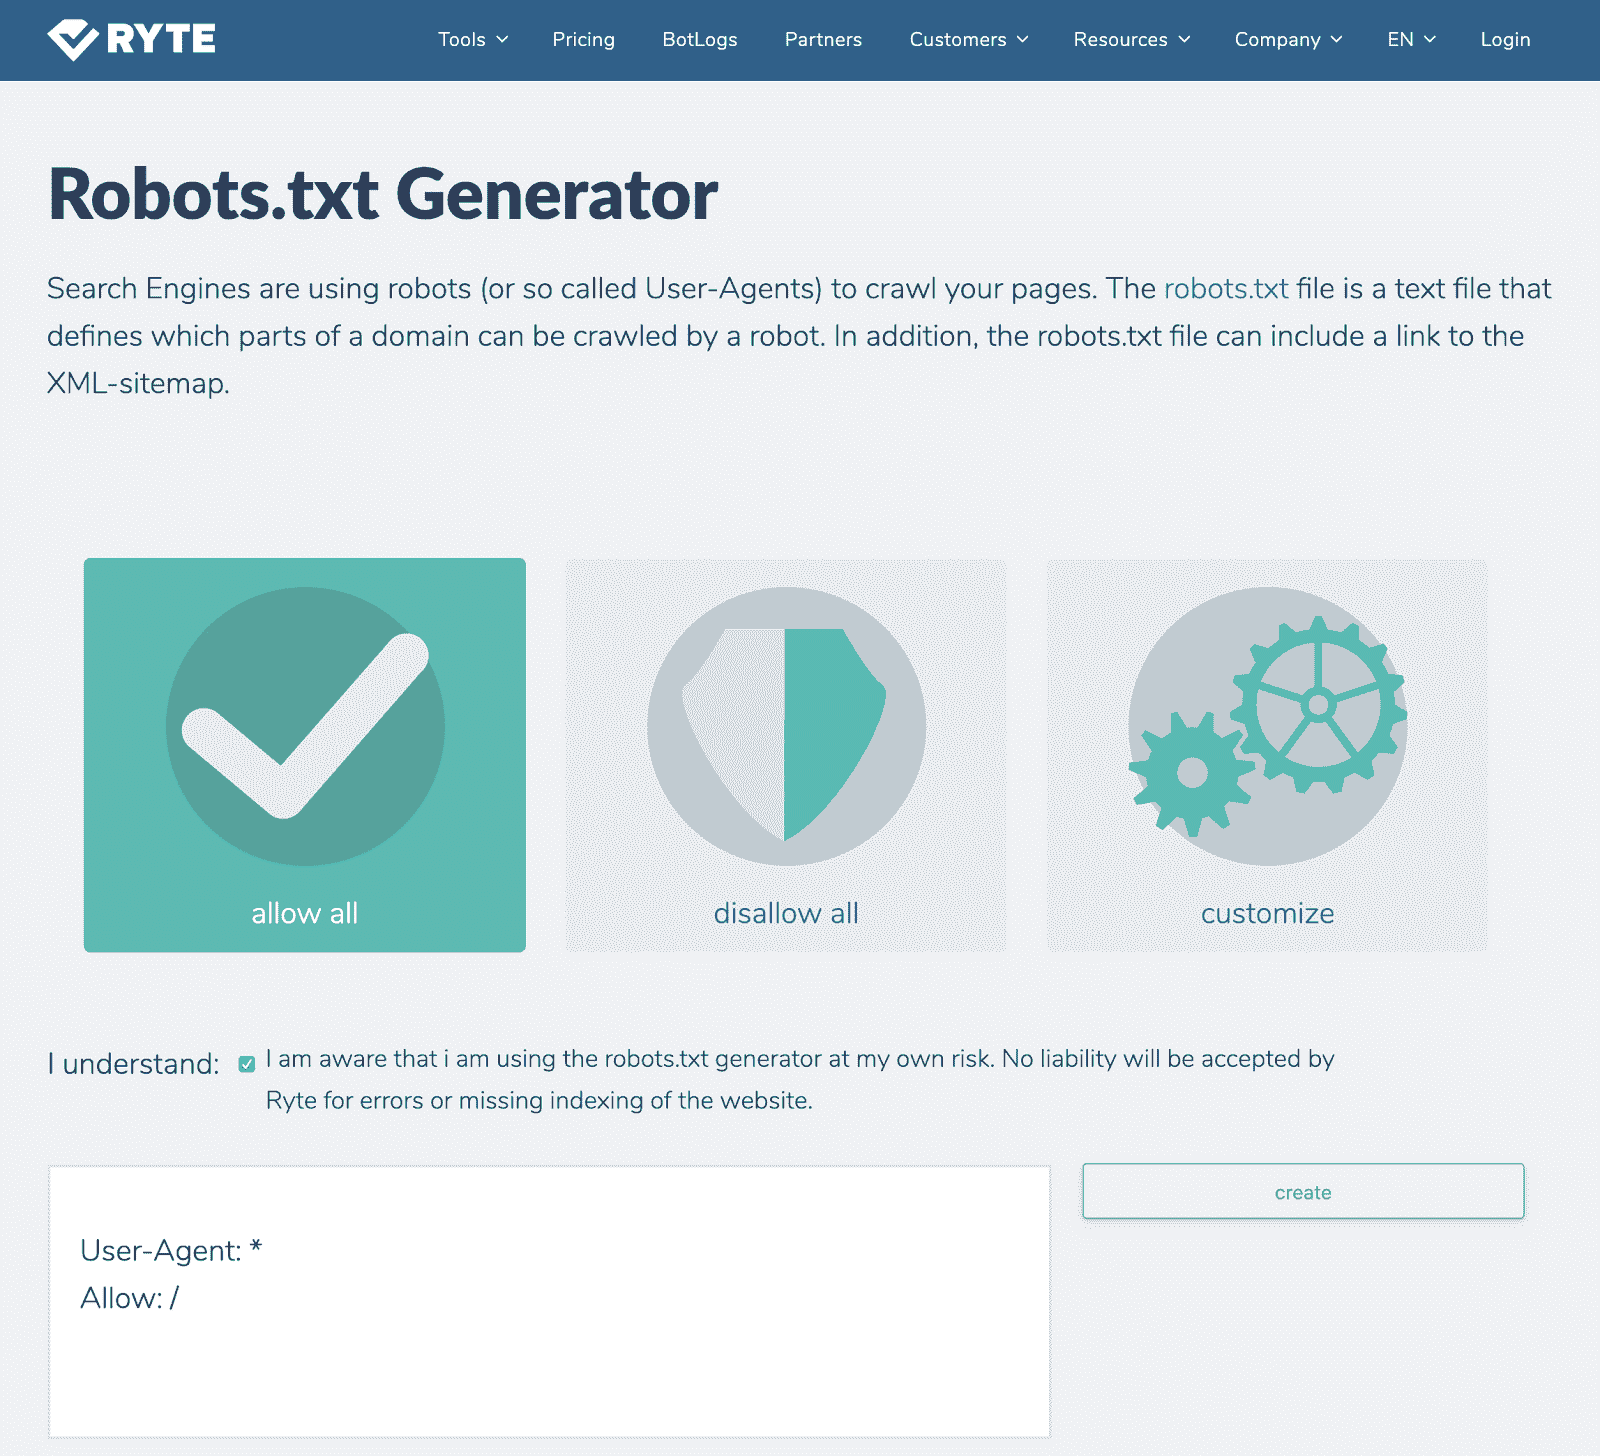 RYTE Tools Pricing BotLogs Partners Customers Resources Company EN Login
Robots.txt Generator
Search Engines are using robots (or so called User-Agents) to crawl your pages. The robots.txt file is a text file that
defines which parts of a domain can be crawled by a robot. In addition, the robots.txt file can include a link to the
XML-sitemap.
allow all disallow all customize
I understand: I am aware that i am using the robots.txt generator at my own risk. No liability will be accepted by
Ryte for errors or missing indexing of the website.
create
User-Agent: *
Allow: /